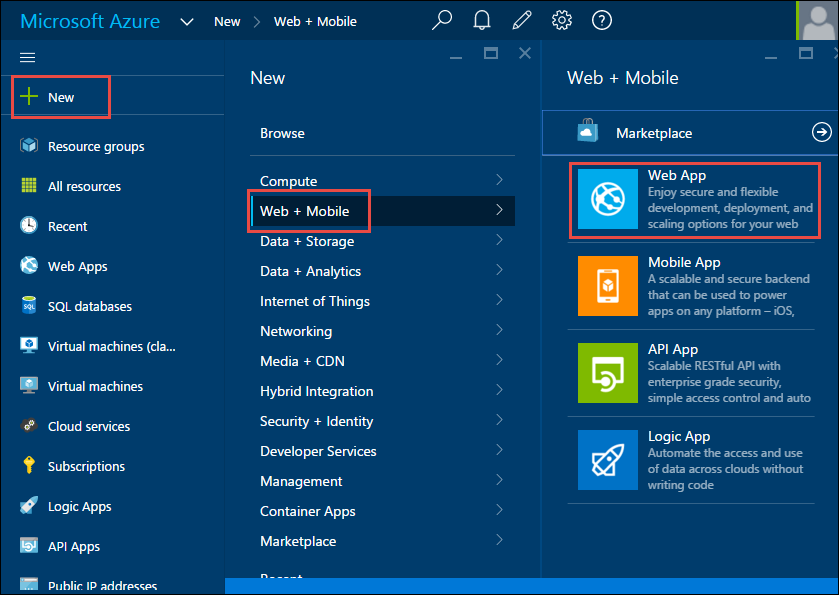 Microsoft Azure
New
Web + Mobile
New
Resource groups
All resources
Recent
Web Apps
SQL
SQL databases
Virtual machines (cla...
Virtual machines
Cloud services
Subscriptions
Logic Apps
API Apps
Public IP addresses
New
Browse
Compute
Web + Mobile
Data + Storage
Data + Analytics
Internet of Things
Networking
Media + CDN
Hybrid Integration
Security + Identity
Developer Services
Management
Container Apps
Marketplace
Recent
Web + Mobile
Marketplace
Web App
Enjoy secure and flexible
development, deployment, and
scaling options for your web
Mobile App
A scalable and secure backend
that can be used to power
apps on any platform – iOS,
API App
Scalable RESTful API with
enterprise grade security,
simple access control and auto
Logic App
Automate the access and use
of data across clouds without
writing code